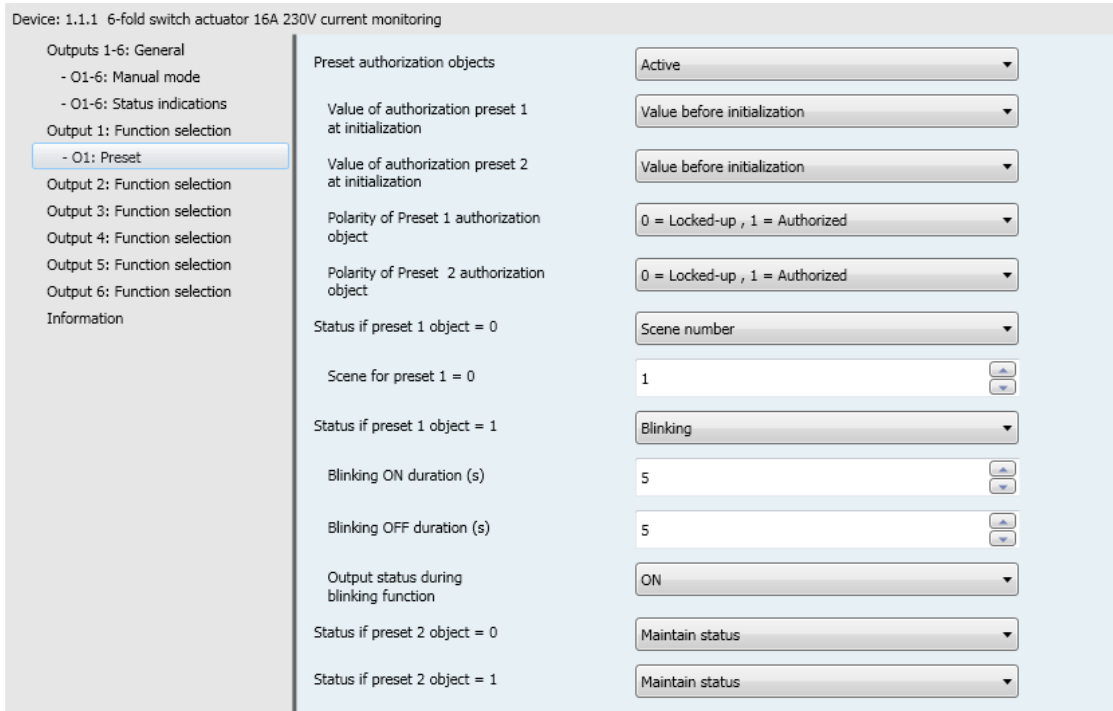 Device: 1.1.1 6-fold switch actuator 16A 230V current monitoring
Outputs 1-6: General
- O1-6: Manual mode
- O1-6: Status indications
Output 1: Function selection
- O1: Preset
Output 2: Function selection
Output 3: Function selection
Output 4: Function selection
Output 5: Function selection
Output 6: Function selection
Information
Preset authorization objects
Active
Value of authorization preset 1
at initialization
Value before initialization
Value of authorization preset 2
at initialization
Value before initialization
Polarity of Preset 1 authorization
object
0 = Locked-up , 1 = Authorized
Polarity of Preset 2 authorization
object
0 = Locked-up , 1 = Authorized
Status if preset 1 object = 0
Scene number
Scene for preset 1 = 0
1
Status if preset 1 object = 1
Blinking
Blinking ON duration (s)
5
Blinking OFF duration (s)
5
Output status during
blinking function
ON
Status if preset 2 object = 0
Maintain status
Status if preset 2 object = 1
Maintain status